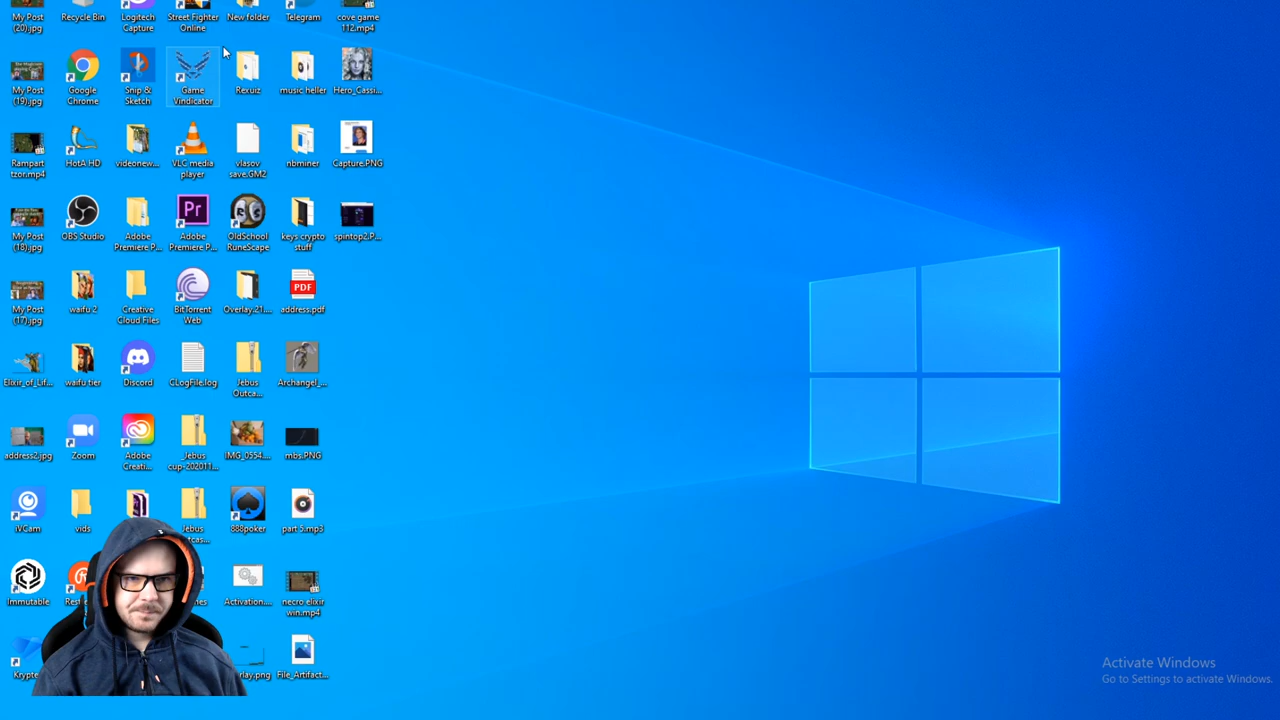 My Post
(20).jpg
Recycle Bin
Logitech
Capture
Street Fighter
Online
New folder
Telegram
cove game
112.mp4
My Post
(19).jpg
Google
Chrome
Snip &
Sketch
Game
Vindicator
Rexuiz
music heller
Hero_Cassi...
Rampart
tzor.mp4
HotA HD
videonew...
VLC media
player
vlasov
save.GM2
nbminer
Capture.PNG
My Post
(18).jpg
OBS Studio
Adobe
Premiere P...
Pr
Adobe
Premiere P...
OldSchool
RuneScape
keys crypto
stuff
spintop2.P...
My Post
(17).jpg
waifu 2
Creative
Cloud Files
BitTorrent
Web
Overlay.21....
PDF
address.pdf
Elixir_of_Lif...
waifu tier
Discord
CLogFile.log
Jebus
Outca...
Archangel_...
address2.jpg
Zoom
Adobe
Creati...
_Jebus
cup-202011...
IMG_0554....
mbs.PNG
iVCam
vids
Jebus
888poker
part 5.mp3
Immutable
Activation....
necro elixir
win.mp4
File_Artifact...
Activate Windows
Go to Settings to activate Windows.